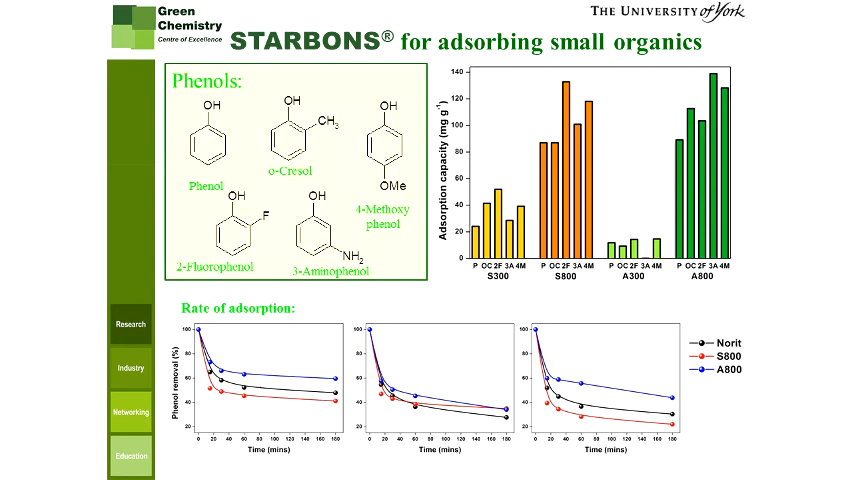 Green
Chemistry
Centre of Excellence
THE UNIVERSITY of York
STARBONS® for adsorbing small organics
Phenols:
OH
Phenol
OH
CH3
o-Cresol
OH
OMe
4-Methoxy
phenol
OH
F
2-Fluorophenol
OH
NH2
3-Aminophenol
Adsorption capacity (mg g-1)
140
120
100
80
60
40
20
0
P OC 2F 3A 4M P OC 2F 3A 4M P OC 2F 3A 4M P OC 2F 3A 4M
S300 S800 A300 A800
Rate of adsorption:
Research
Industry
Networking
Education
Phenol removal (%)
100
80
60
40
20
0 20 40 60 80 100 120 140 160 180
Time (mins)
100
80
60
40
20
0 20 40 60 80 100 120 140 160 180
Time (mins)
100
80
60
40
20
0 20 40 60 80 100 120 140 160 180
Time (mins)
Norit
S800
A800